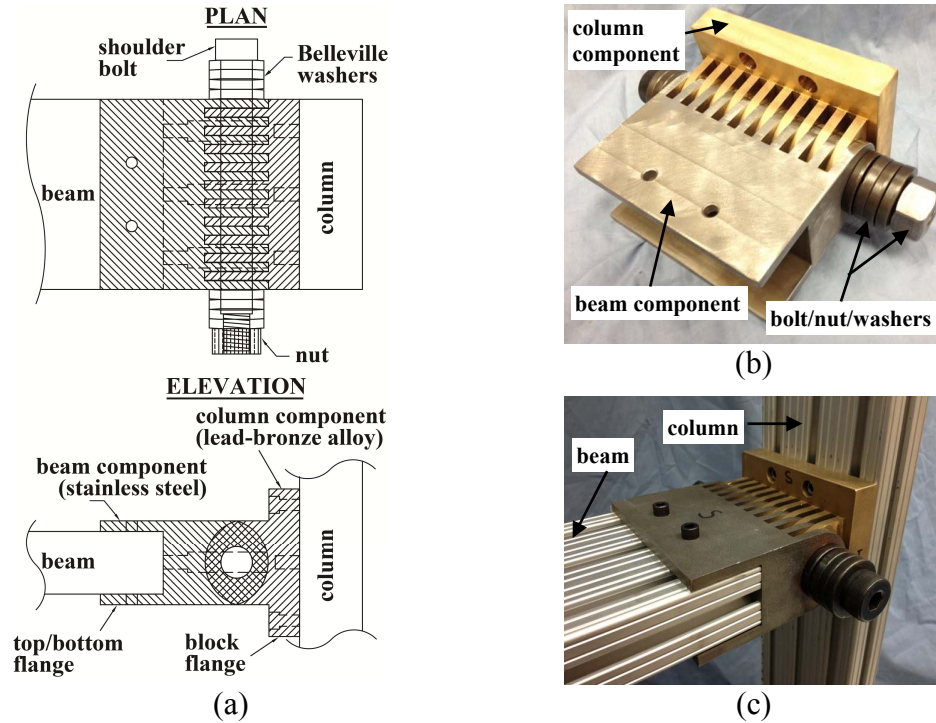 PLAN
shoulder
bolt
Belleville
washers
beam
column
nut
ELEVATION
column component
(lead-bronze alloy)
beam component
(stainless steel)
beam
column
top/bottom
flange
block
flange
(a)
column
component
beam component
bolt/nut/washers
(b)
column
beam
S
S
(c)